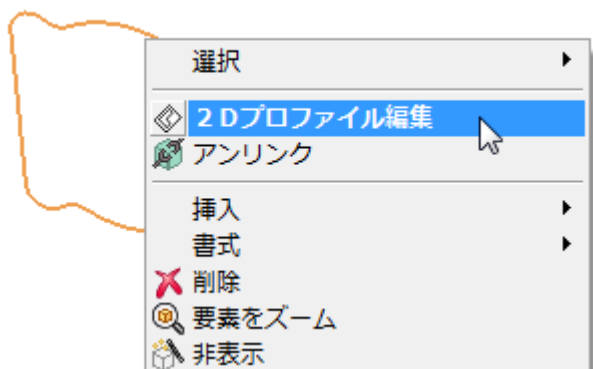 選択
２Dプロファイル編集
アンリンク
挿入
書式
削除
要素をズーム
非表示